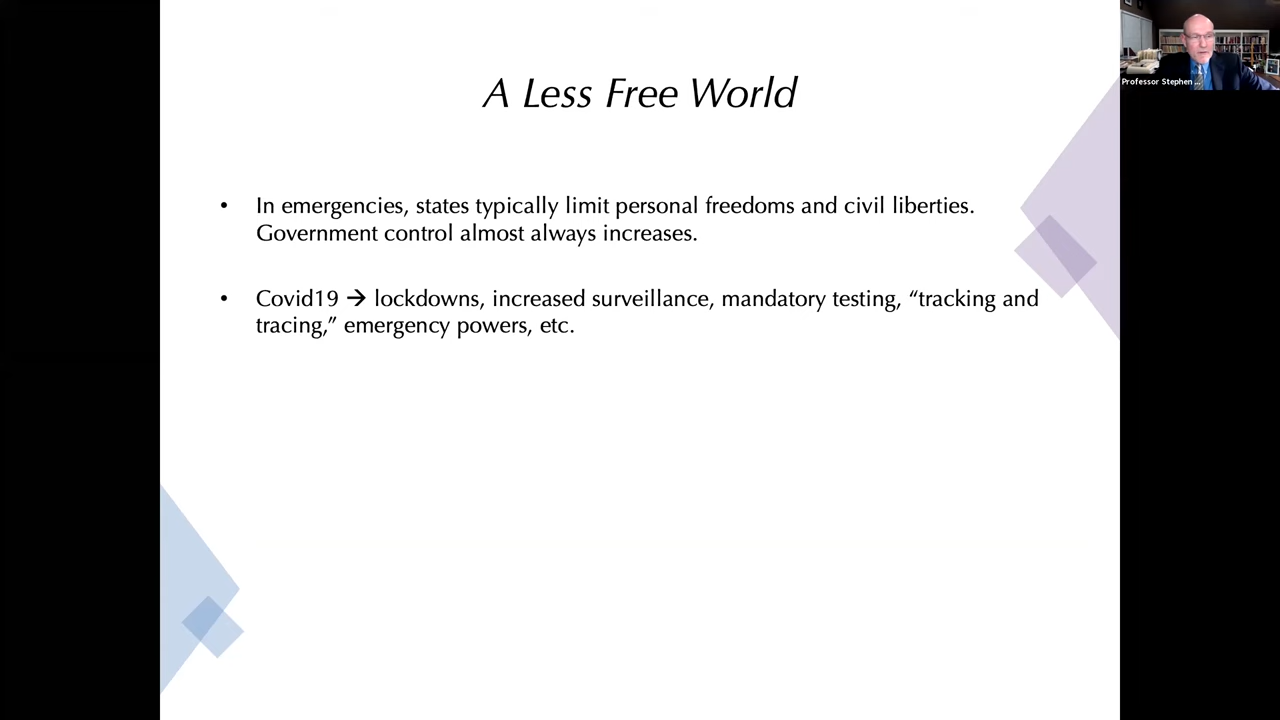 A Less Free World
• In emergencies, states typically limit personal freedoms and civil liberties.
Government control almost always increases.
• Covid19 → lockdowns, increased surveillance, mandatory testing, “tracking and
tracing,” emergency powers, etc.
Professor Stephen ...